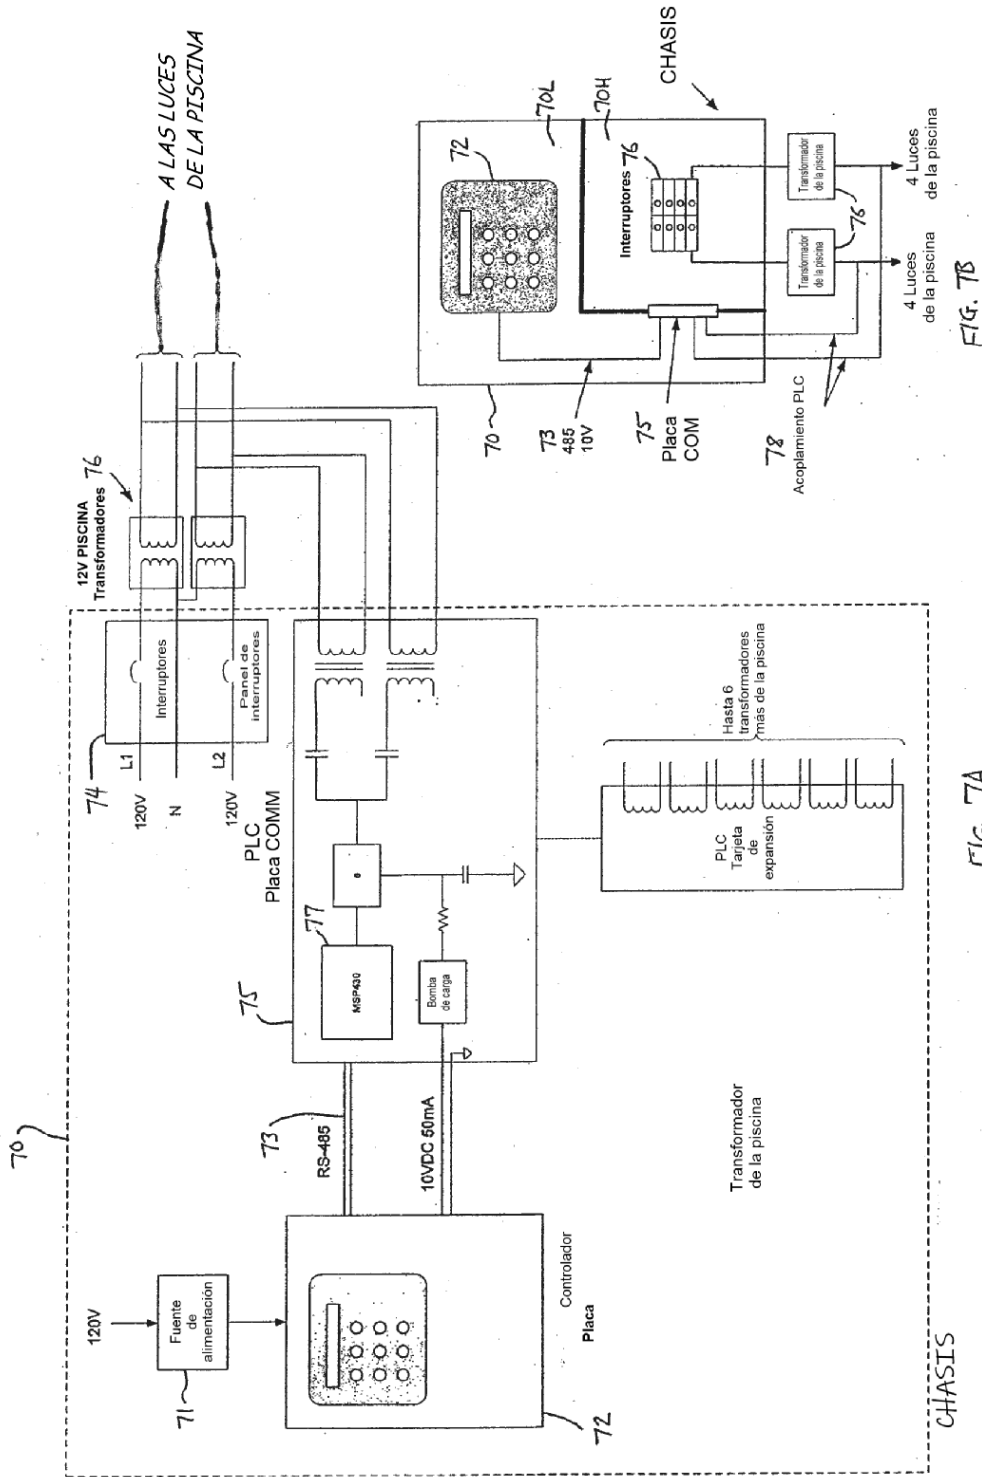 A LAS LUCES
DE LA PISCINA
12V PISCINA
Transformadores
76
74
L1
120V
N
L2
120V
Interruptores
Panel de
interruptores
PLC
Placa COMM
75
77
MSP430
Bomba
de carga
73
RS-485
10VDC 50mA
70
120V
Fuente
de
alimentación
71
Controlador
Placa
72
Transformador
de la piscina
PLC
Tarjeta
de
expansión
Hasta 6
transformadores
más de la piscina
CHASIS
FIG. 7A
CHASIS
70L
70H
72
Interruptores
76
Transformador
de la piscina
Transformador
de la piscina
76
4 Luces
de la piscina
4 Luces
de la piscina
70
73
485
10V
75
Placa
COM
78
Acoplamiento PLC
FIG. 7B